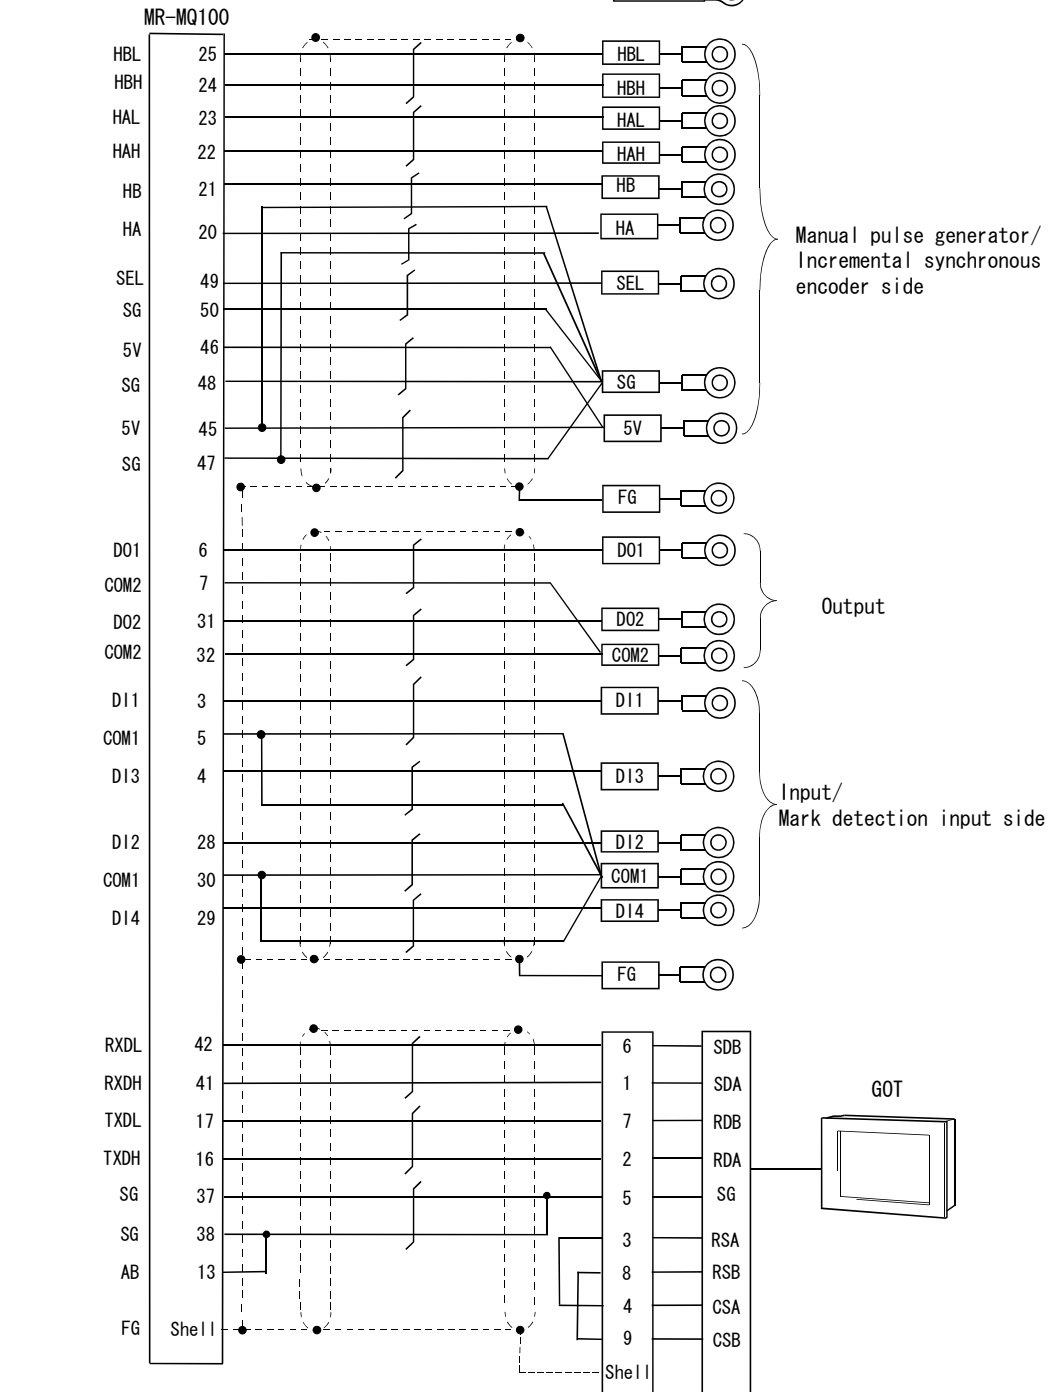 MR-MQ100
HBL 25 HBL
HBH 24 HBH
HAL 23 HAL
HAH 22 HAH
HB 21 HB
HA 20 HA
Manual pulse generator/
Incremental synchronous
encoder side
SEL 49 SEL
SG 50
5V 46
SG 48 SG
5V 45 5V
SG 47
FG
DO1 6 DO1
COM2 7
Output
DO2 31 DO2
COM2 32 COM2
DI1 3 DI1
COM1 5
DI3 4 DI3
Input/
Mark detection input side
DI2 28 DI2
COM1 30 COM1
DI4 29 DI4
FG
RXDL 42 6 SDB
RXDH 41 1 SDA
GOT
TXDL 17 7 RDB
TXDH 16 2 RDA
SG 37 5 SG
SG 38 3 RSA
AB 13 8 RSB
4 CSA
FG Shell 9 CSB
Shell